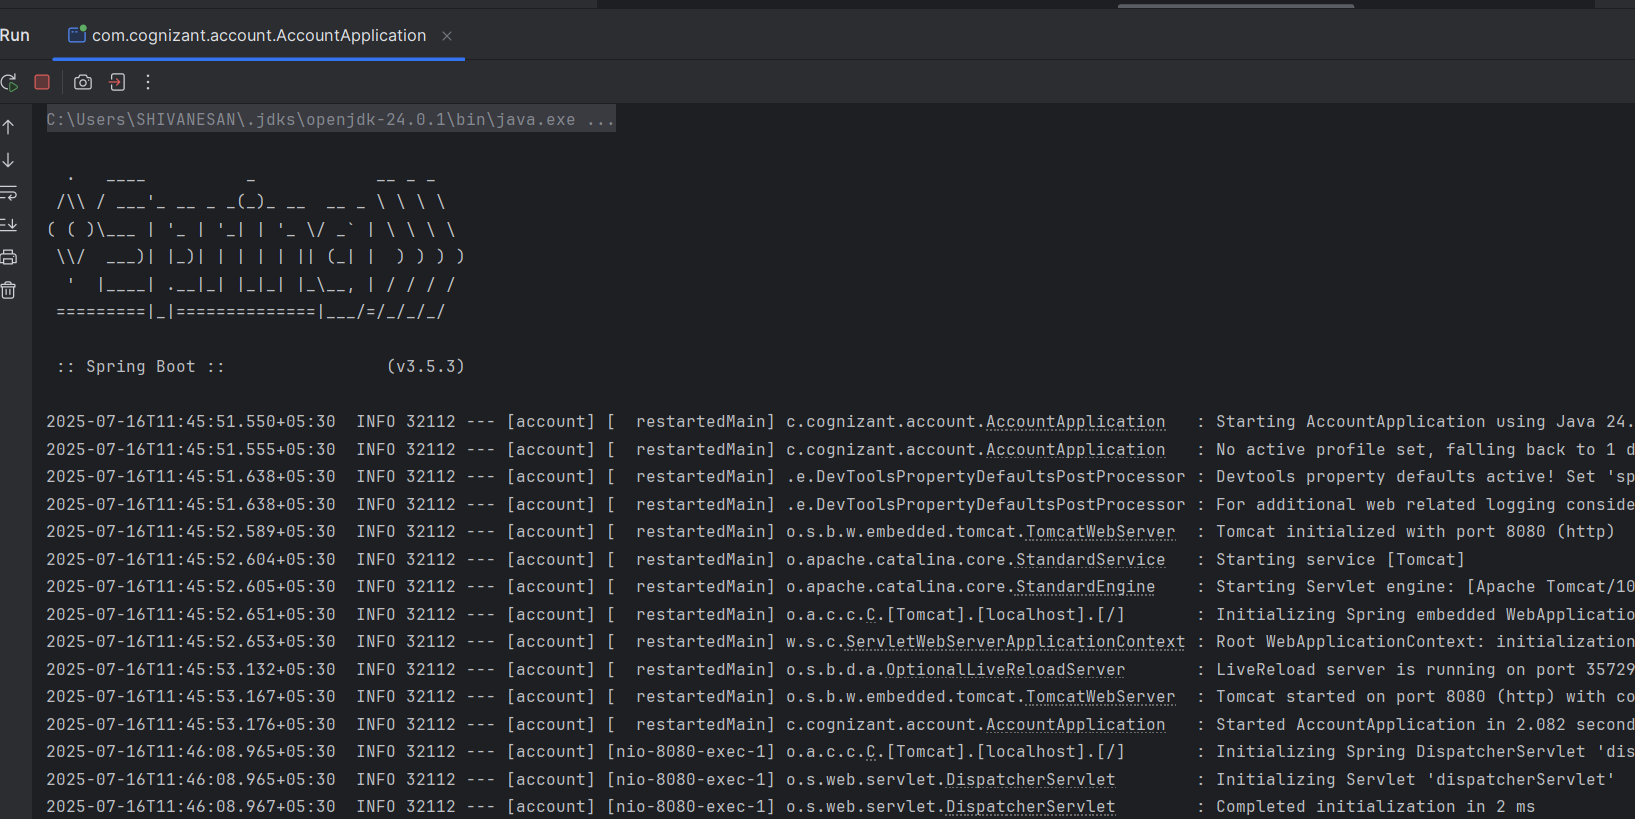 Run com.cognizant.account.AccountApplication
C:\Users\SHIVANESAN\.jdks\openjdk-24.0.1\bin\java.exe ...
  .   ____          _            __ _ _
 /\\ / ___'_ __ _ _(_)_ __  __ _ \ \ \ \
( ( )\___ | '_ | '_| | '_ \/ _` | \ \ \ \
 \\/  ___)| |_)| | | | | || (_| |  ) ) ) )
  '  |____| .__|_| |_|_| |_\__, | / / / /
 =========|_|==============|___/=/_/_/_/
 :: Spring Boot ::                (v3.5.3)
2025-07-16T11:45:51.550+05:30  INFO 32112 --- [account] [  restartedMain] c.cognizant.account.AccountApplication   : Starting AccountApplication using Java 24.
2025-07-16T11:45:51.555+05:30  INFO 32112 --- [account] [  restartedMain] c.cognizant.account.AccountApplication   : No active profile set, falling back to 1 d
2025-07-16T11:45:51.638+05:30  INFO 32112 --- [account] [  restartedMain] .e.DevToolsPropertyDefaultsPostProcessor : Devtools property defaults active! Set 'sp
2025-07-16T11:45:51.638+05:30  INFO 32112 --- [account] [  restartedMain] .e.DevToolsPropertyDefaultsPostProcessor : For additional web related logging conside
2025-07-16T11:45:52.589+05:30  INFO 32112 --- [account] [  restartedMain] o.s.b.w.embedded.tomcat.TomcatWebServer  : Tomcat initialized with port 8080 (http)
2025-07-16T11:45:52.604+05:30  INFO 32112 --- [account] [  restartedMain] o.apache.catalina.core.StandardService   : Starting service [Tomcat]
2025-07-16T11:45:52.605+05:30  INFO 32112 --- [account] [  restartedMain] o.apache.catalina.core.StandardEngine    : Starting Servlet engine: [Apache Tomcat/10
2025-07-16T11:45:52.651+05:30  INFO 32112 --- [account] [  restartedMain] o.a.c.c.C.[Tomcat].[localhost].[/]       : Initializing Spring embedded WebApplicatio
2025-07-16T11:45:52.653+05:30  INFO 32112 --- [account] [  restartedMain] w.s.c.ServletWebServerApplicationContext : Root WebApplicationContext: initialization
2025-07-16T11:45:53.132+05:30  INFO 32112 --- [account] [  restartedMain] o.s.b.d.a.OptionalLiveReloadServer       : LiveReload server is running on port 35729
2025-07-16T11:45:53.167+05:30  INFO 32112 --- [account] [  restartedMain] o.s.b.w.embedded.tomcat.TomcatWebServer  : Tomcat started on port 8080 (http) with co
2025-07-16T11:45:53.176+05:30  INFO 32112 --- [account] [  restartedMain] c.cognizant.account.AccountApplication   : Started AccountApplication in 2.082 second
2025-07-16T11:46:08.965+05:30  INFO 32112 --- [account] [nio-8080-exec-1] o.a.c.c.C.[Tomcat].[localhost].[/]       : Initializing Spring DispatcherServlet 'dis
2025-07-16T11:46:08.965+05:30  INFO 32112 --- [account] [nio-8080-exec-1] o.s.web.servlet.DispatcherServlet        : Initializing Servlet 'dispatcherServlet'
2025-07-16T11:46:08.967+05:30  INFO 32112 --- [account] [nio-8080-exec-1] o.s.web.servlet.DispatcherServlet        : Completed initialization in 2 ms